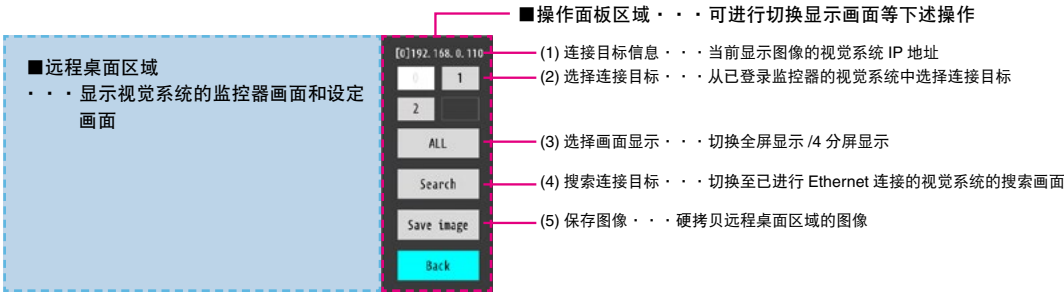 ■操作面板区域・・・可进行切换显示画面等下述操作
■远程桌面区域
・・・显示视觉系统的监控器画面和设定
画面
[0]192.168.0.110
0 1
2
ALL
Search
Save image
Back
(1) 连接目标信息・・・当前显示图像的视觉系统 IP 地址
(2) 选择连接目标・・・从已登录监控器的视觉系统中选择连接目标
(3) 选择画面显示・・・切换全屏显示 /4 分屏显示
(4) 搜索连接目标・・・切换至已进行 Ethernet 连接的视觉系统的搜索画面
(5) 保存图像・・・硬拷贝远程桌面区域的图像